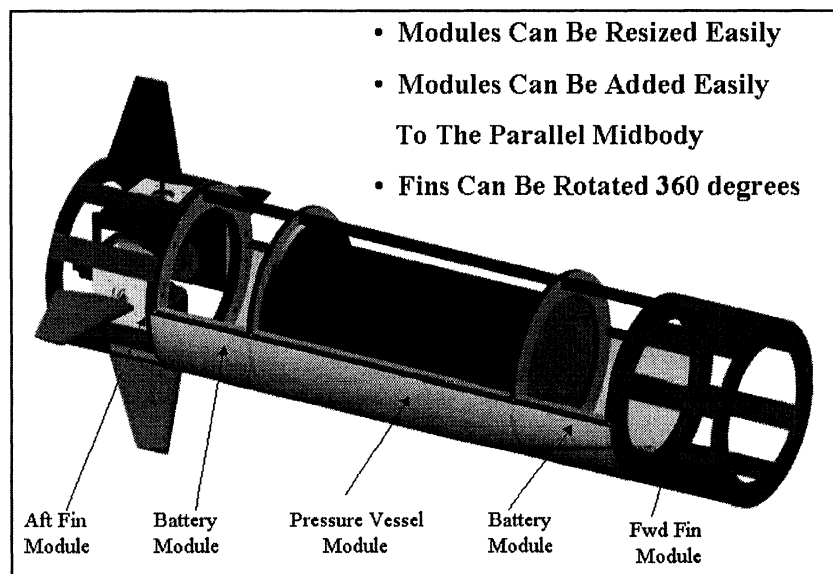 • Modules Can Be Resized Easily
• Modules Can Be Added Easily
To The Parallel Midbody
• Fins Can Be Rotated 360 degrees
Aft Fin
Module
Battery
Module
Pressure Vessel
Module
Battery
Module
Fwd Fin
Module